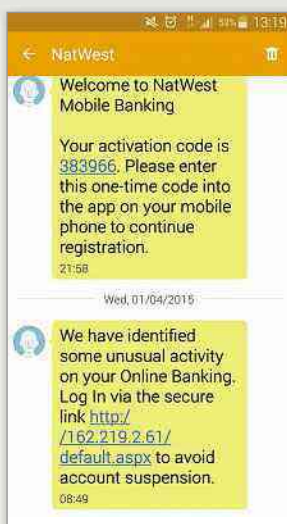 53% 13:19
NatWest
Welcome to NatWest
Mobile Banking
Your activation code is
383966. Please enter
this one-time code into
the app on your mobile
phone to continue
registration.
21:58
Wed, 01/04/2015
We have identified
some unusual activity
on your Online Banking.
Log In via the secure
link http:/
/162.219.2.61/
default.aspx to avoid
account suspension.
08:49